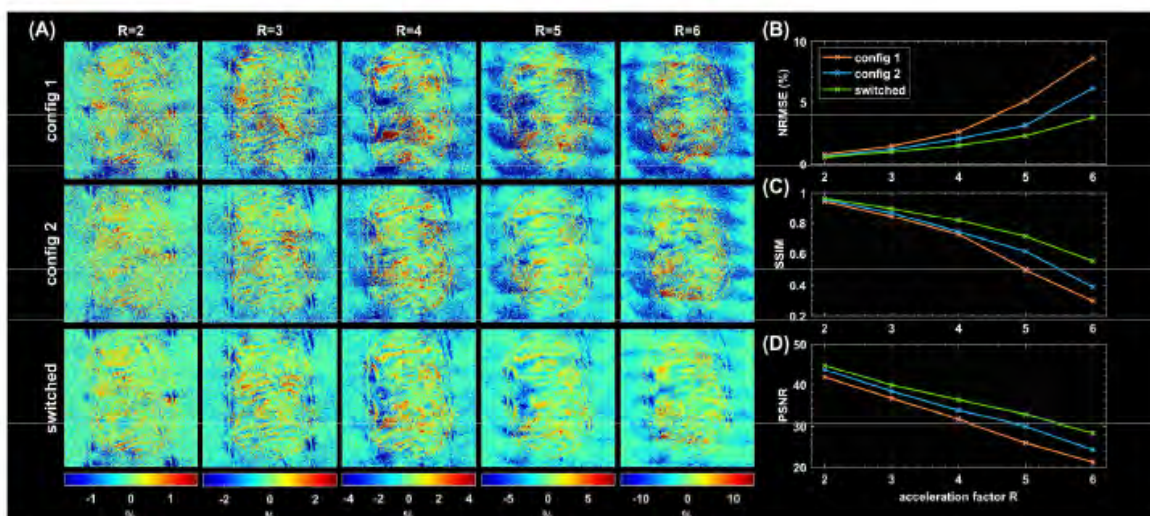 (A)
R=2 R=3 R=4 R=5 R=6
config 1
config 2
switched
-1 0 1
%
-2 0 2
%
-4 -2 0 2 4
%
-5 0 5
%
-10 0 10
%
(B)
10
5
0
NRMSE (%)
config 1
config 2
switched
2 3 4 5 6
(C)
1
0.8
0.6
0.4
0.2
SSIM
2 3 4 5 6
(D)
50
40
30
20
PSNR
2 3 4 5 6
acceleration factor R